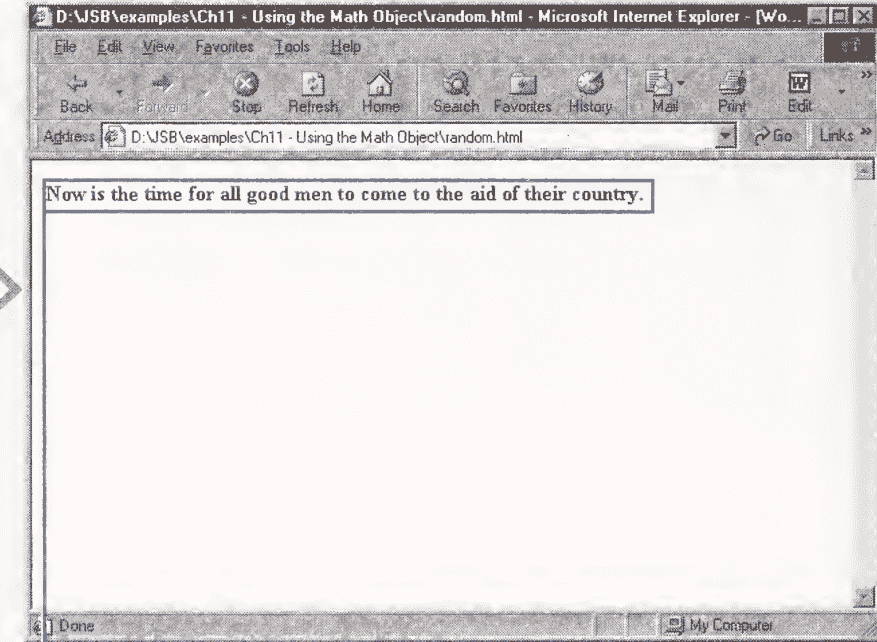 D:\JSB\examples\Ch11 - Using the Math Object\random.html - Microsoft Internet Explorer - [Wo...
File Edit View Favorites Tools Help
Back Forward Stop Refresh Home Search Favorites History Mail Print Edit »
Address D:\JSB\examples\Ch11 - Using the Math Object\random.html Go Links »
Now is the time for all good men to come to the aid of their country.
Done My Computer